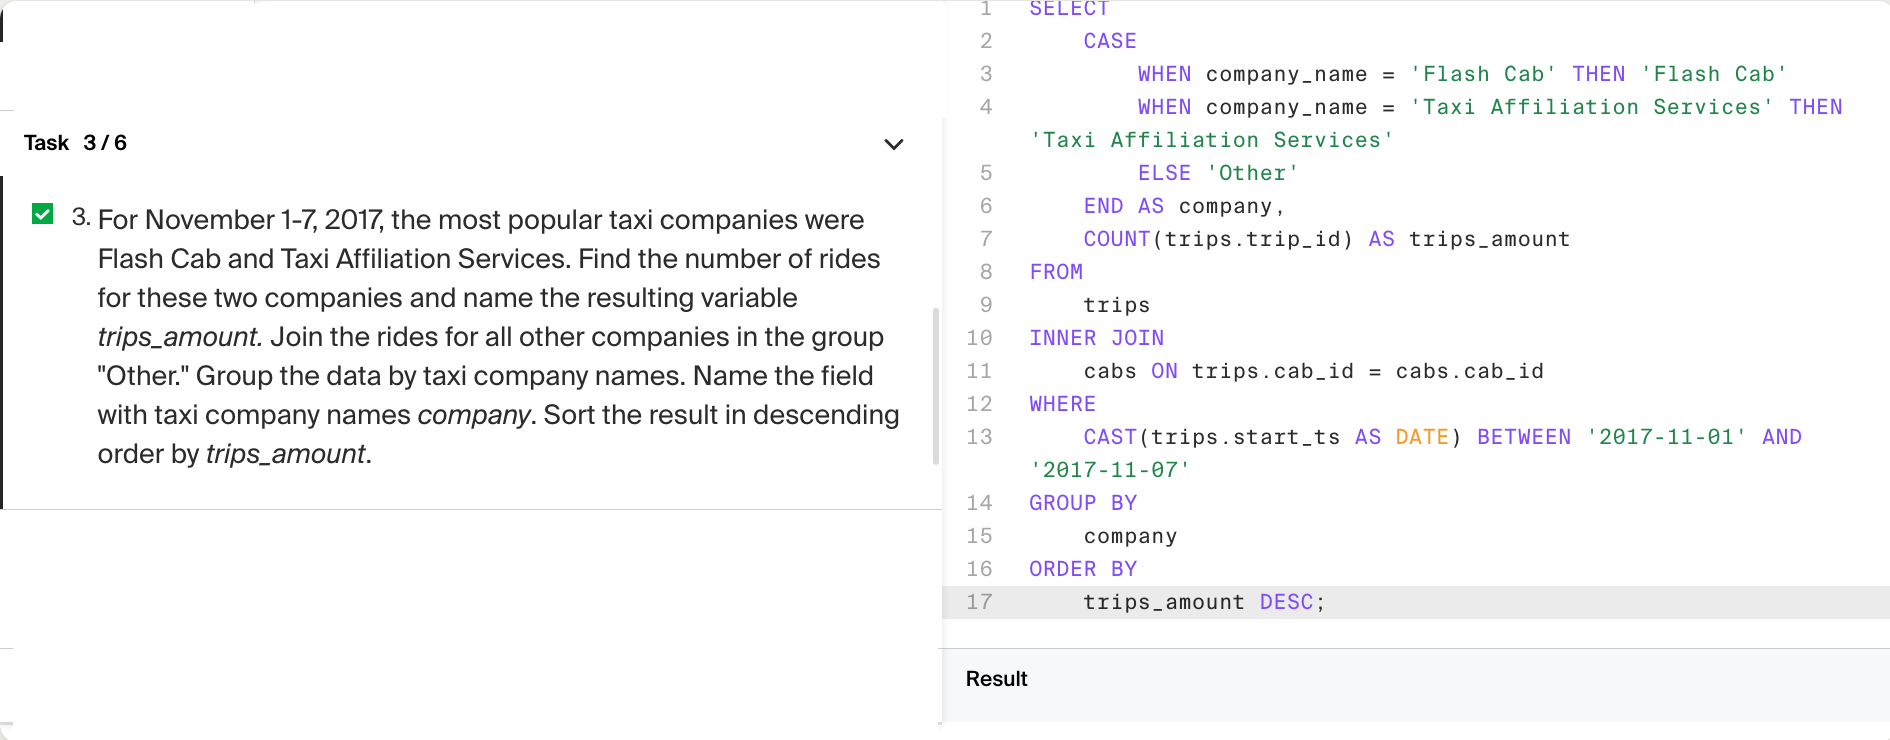 Task 3 / 6
3. For November 1-7, 2017, the most popular taxi companies were
Flash Cab and Taxi Affiliation Services. Find the number of rides
for these two companies and name the resulting variable
trips_amount. Join the rides for all other companies in the group
"Other." Group the data by taxi company names. Name the field
with taxi company names company. Sort the result in descending
order by trips_amount.
1 SELECT
2 CASE
3 WHEN company_name = 'Flash Cab' THEN 'Flash Cab'
4 WHEN company_name = 'Taxi Affiliation Services' THEN
'Taxi Affiliation Services'
5 ELSE 'Other'
6 END AS company,
7 COUNT(trips.trip_id) AS trips_amount
8 FROM
9 trips
10 INNER JOIN
11 cabs ON trips.cab_id = cabs.cab_id
12 WHERE
13 CAST(trips.start_ts AS DATE) BETWEEN '2017-11-01' AND
'2017-11-07'
14 GROUP BY
15 company
16 ORDER BY
17 trips_amount DESC;
Result